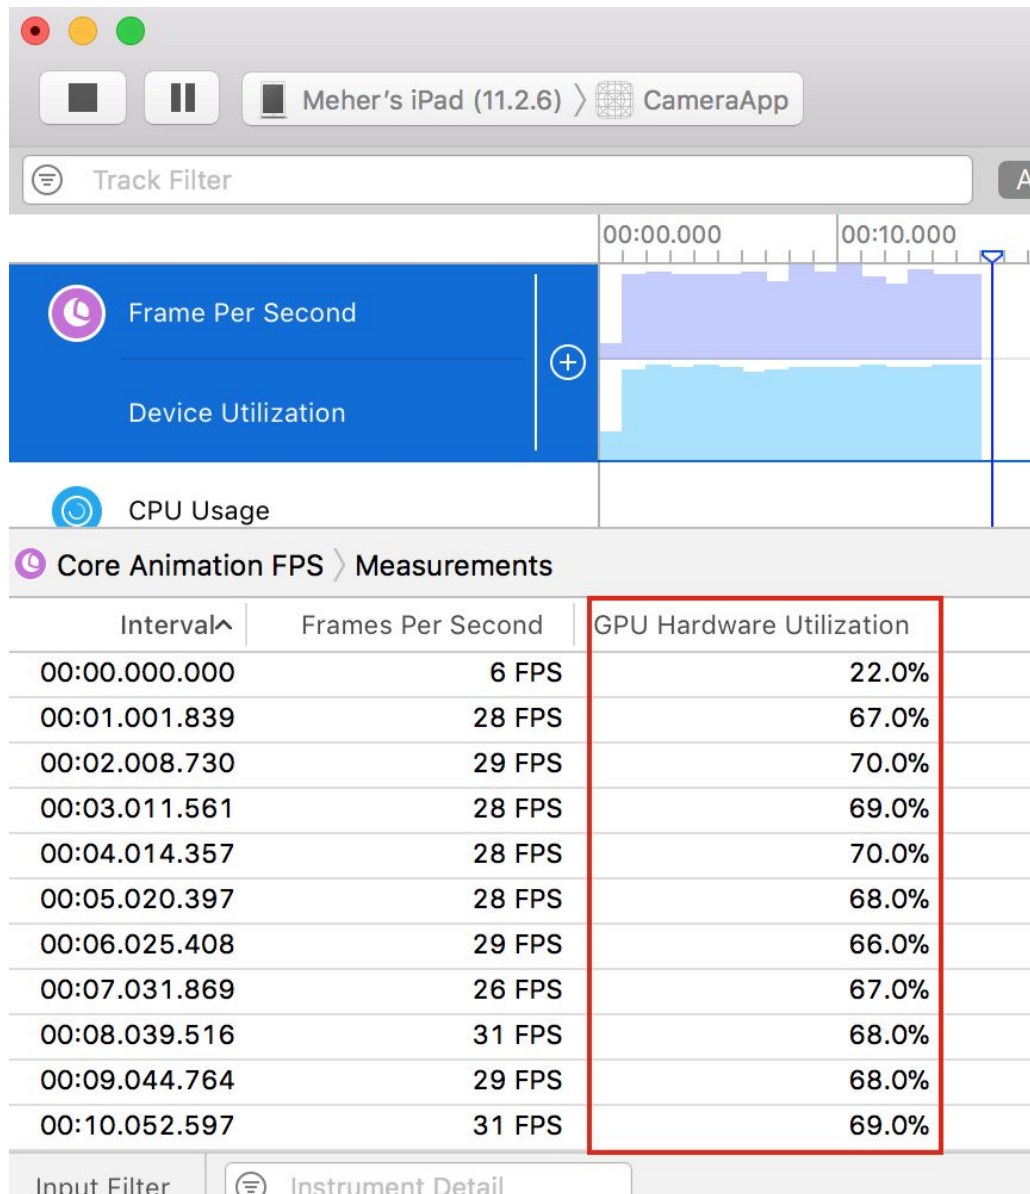 Meher's iPad (11.2.6) 〉 CameraApp
Track Filter A
00:00.000 00:10.000
Frame Per Second
Device Utilization
CPU Usage
Core Animation FPS 〉 Measurements
Interval Frames Per Second GPU Hardware Utilization
00:00.000.000 6 FPS 22.0%
00:01.001.839 28 FPS 67.0%
00:02.008.730 29 FPS 70.0%
00:03.011.561 28 FPS 69.0%
00:04.014.357 28 FPS 70.0%
00:05.020.397 28 FPS 68.0%
00:06.025.408 29 FPS 66.0%
00:07.031.869 26 FPS 67.0%
00:08.039.516 31 FPS 68.0%
00:09.044.764 29 FPS 68.0%
00:10.052.597 31 FPS 69.0%
Input Filter Instrument Detail